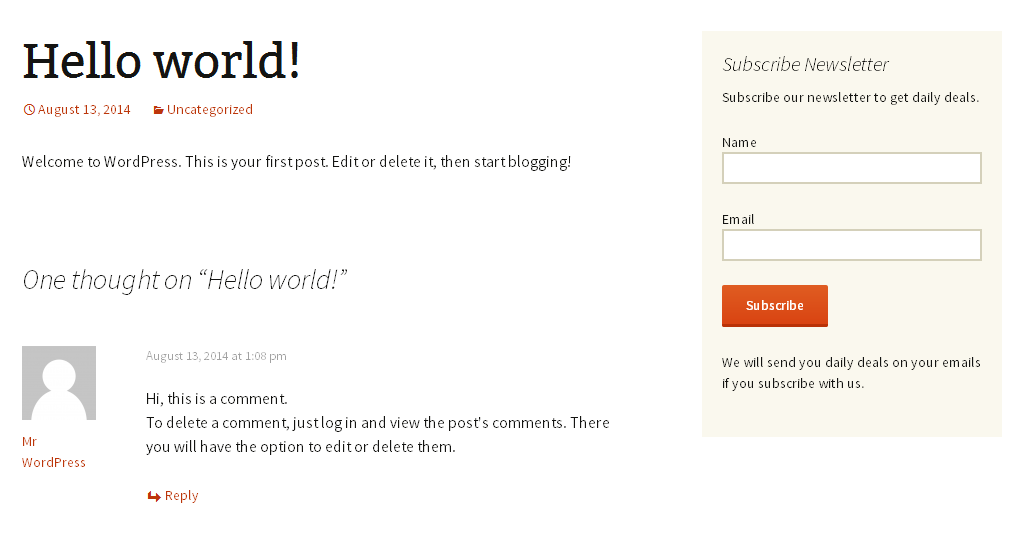 Hello world!
August 13, 2014 Uncategorized
Welcome to WordPress. This is your first post. Edit or delete it, then start blogging!
One thought on “Hello world!”
Mr
WordPress
August 13, 2014 at 1:08 pm
Hi, this is a comment.
To delete a comment, just log in and view the post's comments. There
you will have the option to edit or delete them.
Reply
Subscribe Newsletter
Subscribe our newsletter to get daily deals.
Name
Email
Subscribe
We will send you daily deals on your emails
if you subscribe with us.